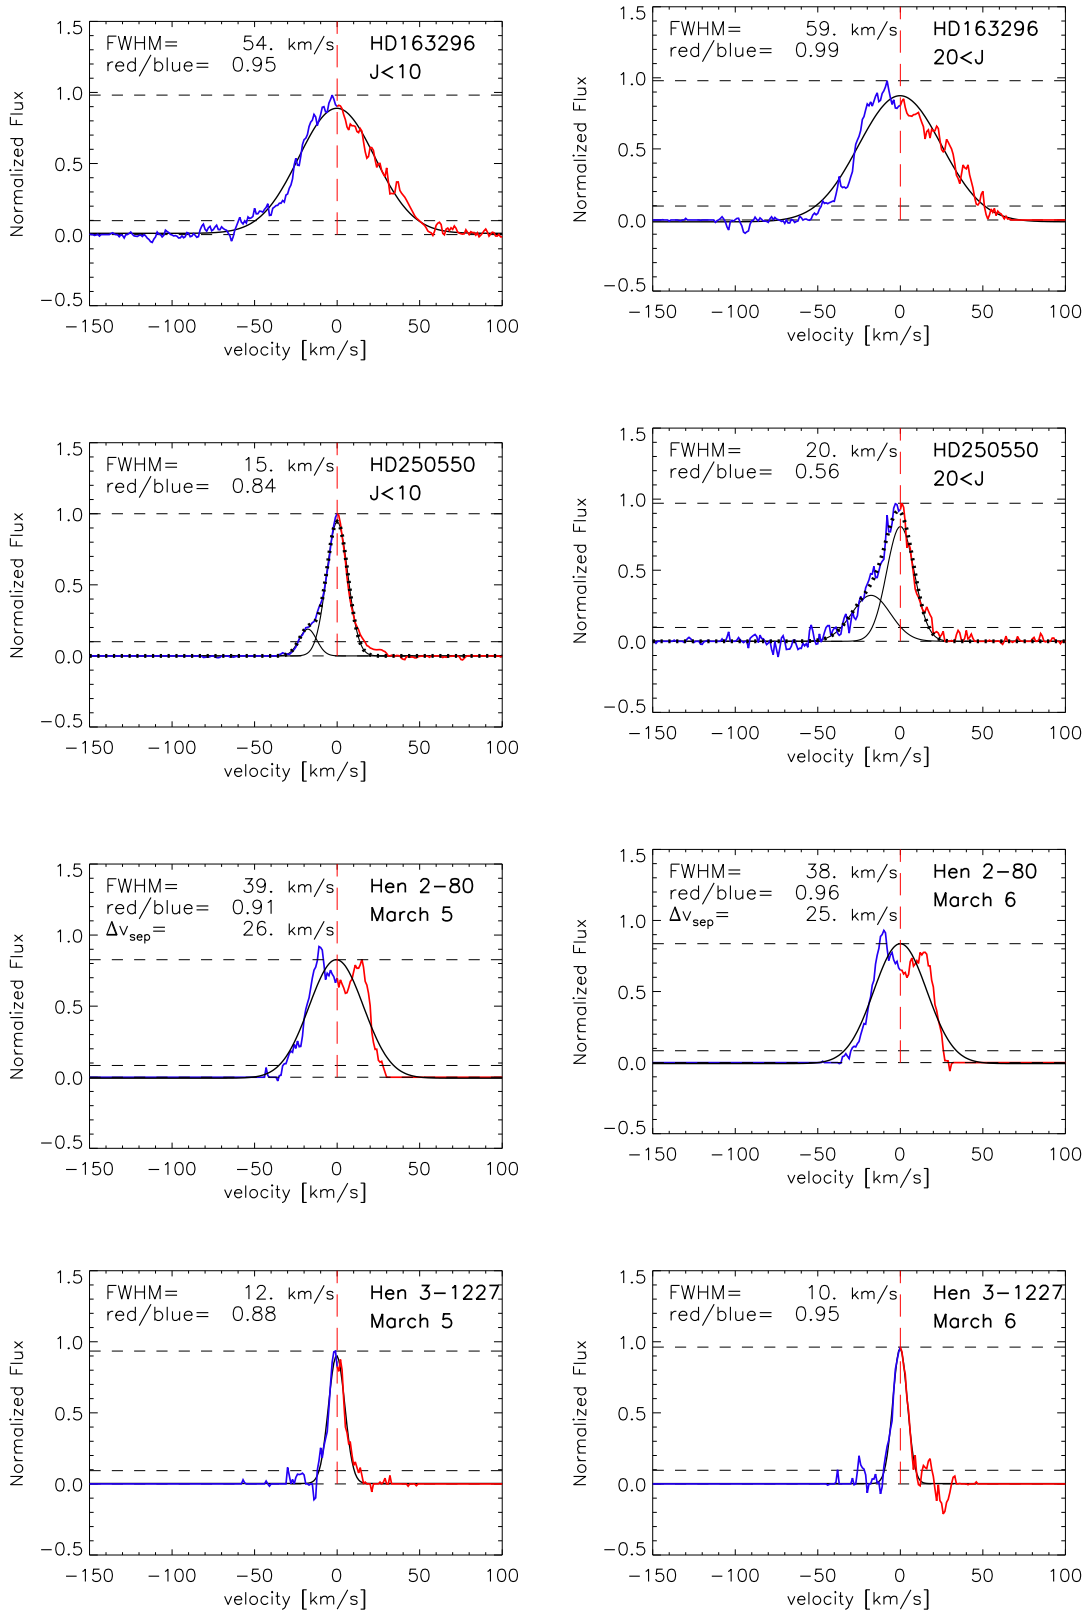 FWHM= 54. km/s HD163296
red/blue= 0.95 J<10
1.0
0.5
0.0
−0.5
Normalized Flux
−150 −100 −50 0 50 100
velocity [km/s]
1.5
FWHM= 59. km/s HD163296
red/blue= 0.99 20<J
1.0
0.5
0.0
−0.5
Normalized Flux
−150 −100 −50 0 50 100
velocity [km/s]
1.5
FWHM= 15. km/s HD250550
red/blue= 0.84 J<10
1.0
0.5
0.0
−0.5
Normalized Flux
−150 −100 −50 0 50 100
velocity [km/s]
1.5
FWHM= 20. km/s HD250550
red/blue= 0.56 20<J
1.0
0.5
0.0
−0.5
Normalized Flux
−150 −100 −50 0 50 100
velocity [km/s]
1.5
FWHM= 39. km/s Hen 2−80
red/blue= 0.91 March 5
Δvsep= 26. km/s
1.0
0.5
0.0
−0.5
Normalized Flux
−150 −100 −50 0 50 100
velocity [km/s]
1.5
FWHM= 38. km/s Hen 2−80
red/blue= 0.96 March 6
Δvsep= 25. km/s
1.0
0.5
0.0
−0.5
Normalized Flux
−150 −100 −50 0 50 100
velocity [km/s]
1.5
FWHM= 12. km/s Hen 3−1227
red/blue= 0.88 March 5
1.0
0.5
0.0
−0.5
Normalized Flux
−150 −100 −50 0 50 100
velocity [km/s]
1.5
FWHM= 10. km/s Hen 3−1227
red/blue= 0.95 March 6
1.0
0.5
0.0
−0.5
Normalized Flux
−150 −100 −50 0 50 100
velocity [km/s]